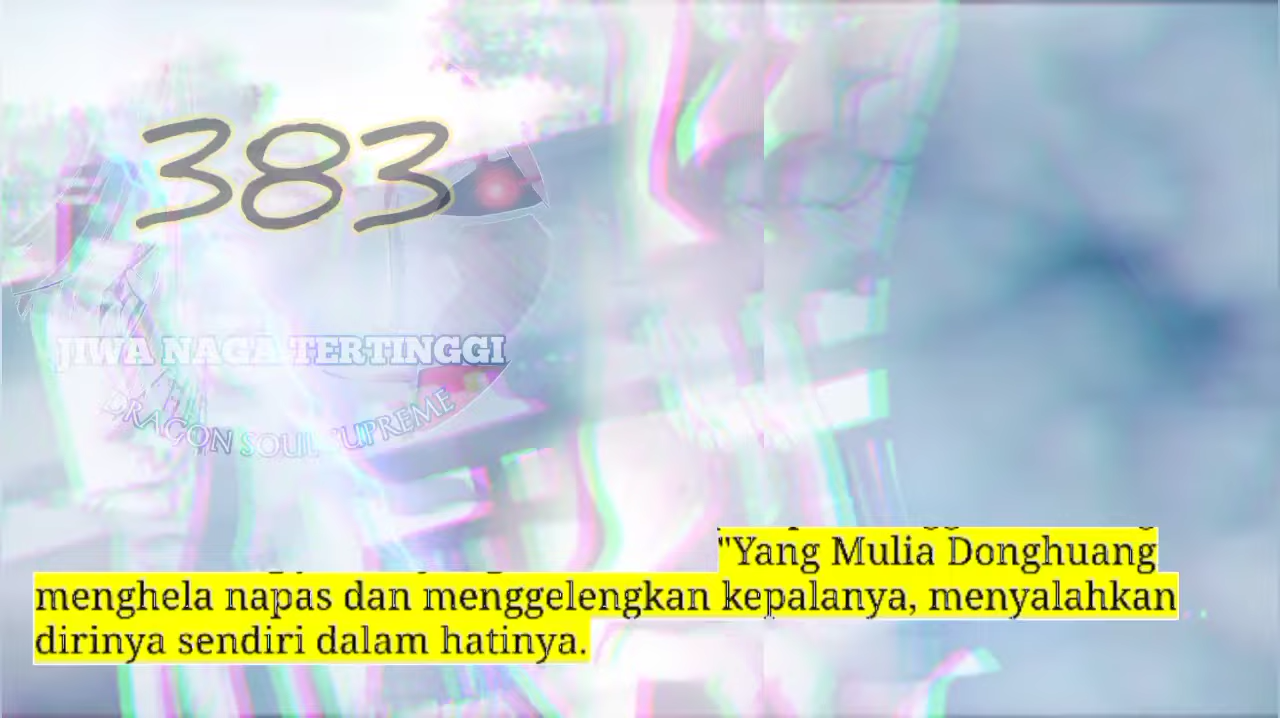 383
JIWA NAGA TERTINGGI
DRAGON SOUL SUPREME
"Yang Mulia Donghuang
menghela napas dan menggelengkan kepalanya, menyalahkan
dirinya sendiri dalam hatinya.